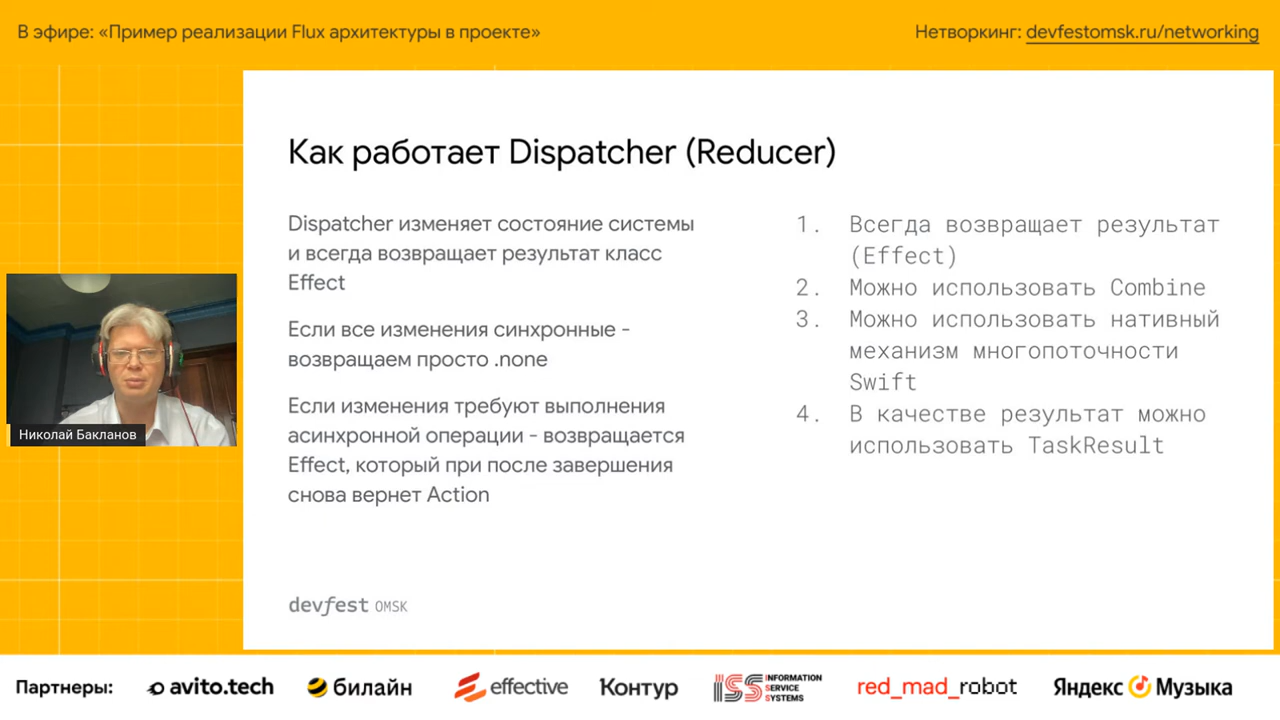 В эфире: «Пример реализации Flux архитектуры в проекте»
Нетворкинг: devfestomsk.ru/networking
Как работает Dispatcher (Reducer)
Dispatcher изменяет состояние системы
и всегда возвращает результат класс
Effect
Если все изменения синхронные -
возвращаем просто .none
Если изменения требуют выполнения
асинхронной операции - возвращается
Effect, который при после завершения
снова вернет Action
1. Всегда возвращает результат
(Effect)
2. Можно использовать Combine
3. Можно использовать нативный
механизм многопоточности
Swift
4. В качестве результат можно
использовать TaskResult
Николай Бакланов
devfest OMSK
Партнеры: avito.tech билайн effective Контур ISS INFORMATION SERVICE SYSTEMS red_mad_robot Яндекс Музыка